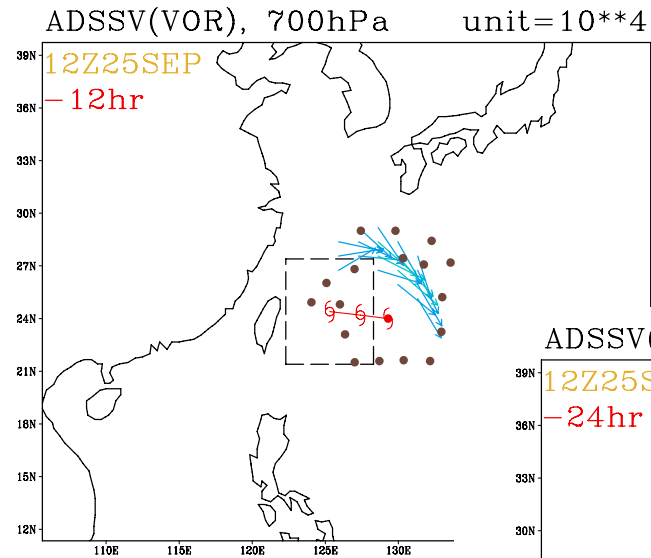 ADSSV(VOR), 700hPa unit=10**4
12Z25SEP
-12hr
39N
36N
33N
30N
27N
24N
21N
18N
15N
12N
110E 115E 120E 125E 130E
ADSSV(
12Z25S
-24hr
39N
36N
33N
30N